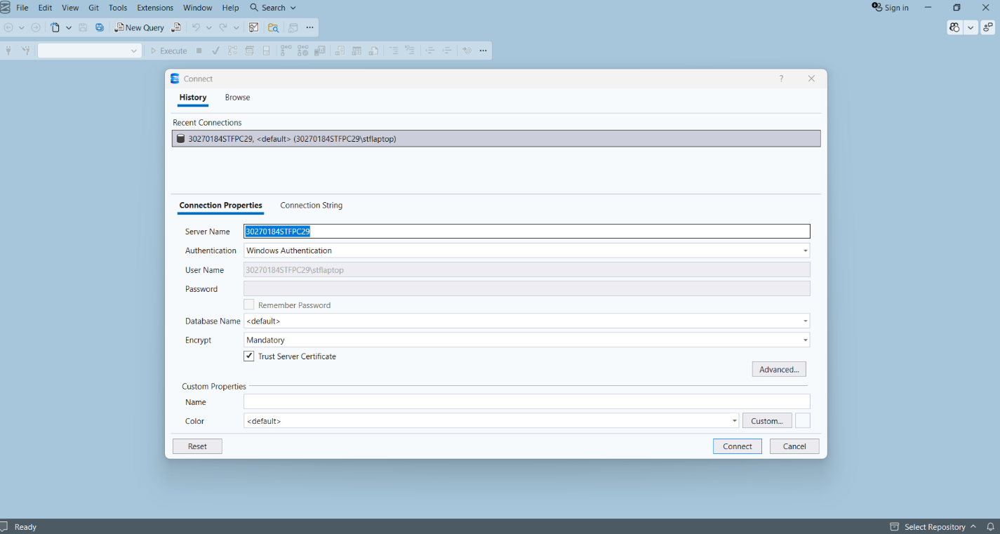 File Edit View Git Tools Extensions Window Help Search Sign in
New Query
Execute
Connect ?
History Browse
Recent Connections
30270184STFPC29, <default> (30270184STFPC29\stflaptop)
Connection Properties Connection String
Server Name 30270184STFPC29
Authentication Windows Authentication
User Name 30270184STFPC29\stflaptop
Password
Remember Password
Database Name <default>
Encrypt Mandatory
Trust Server Certificate
Advanced...
Custom Properties
Name
Color <default> Custom...
Reset Connect Cancel
Ready Select Repository